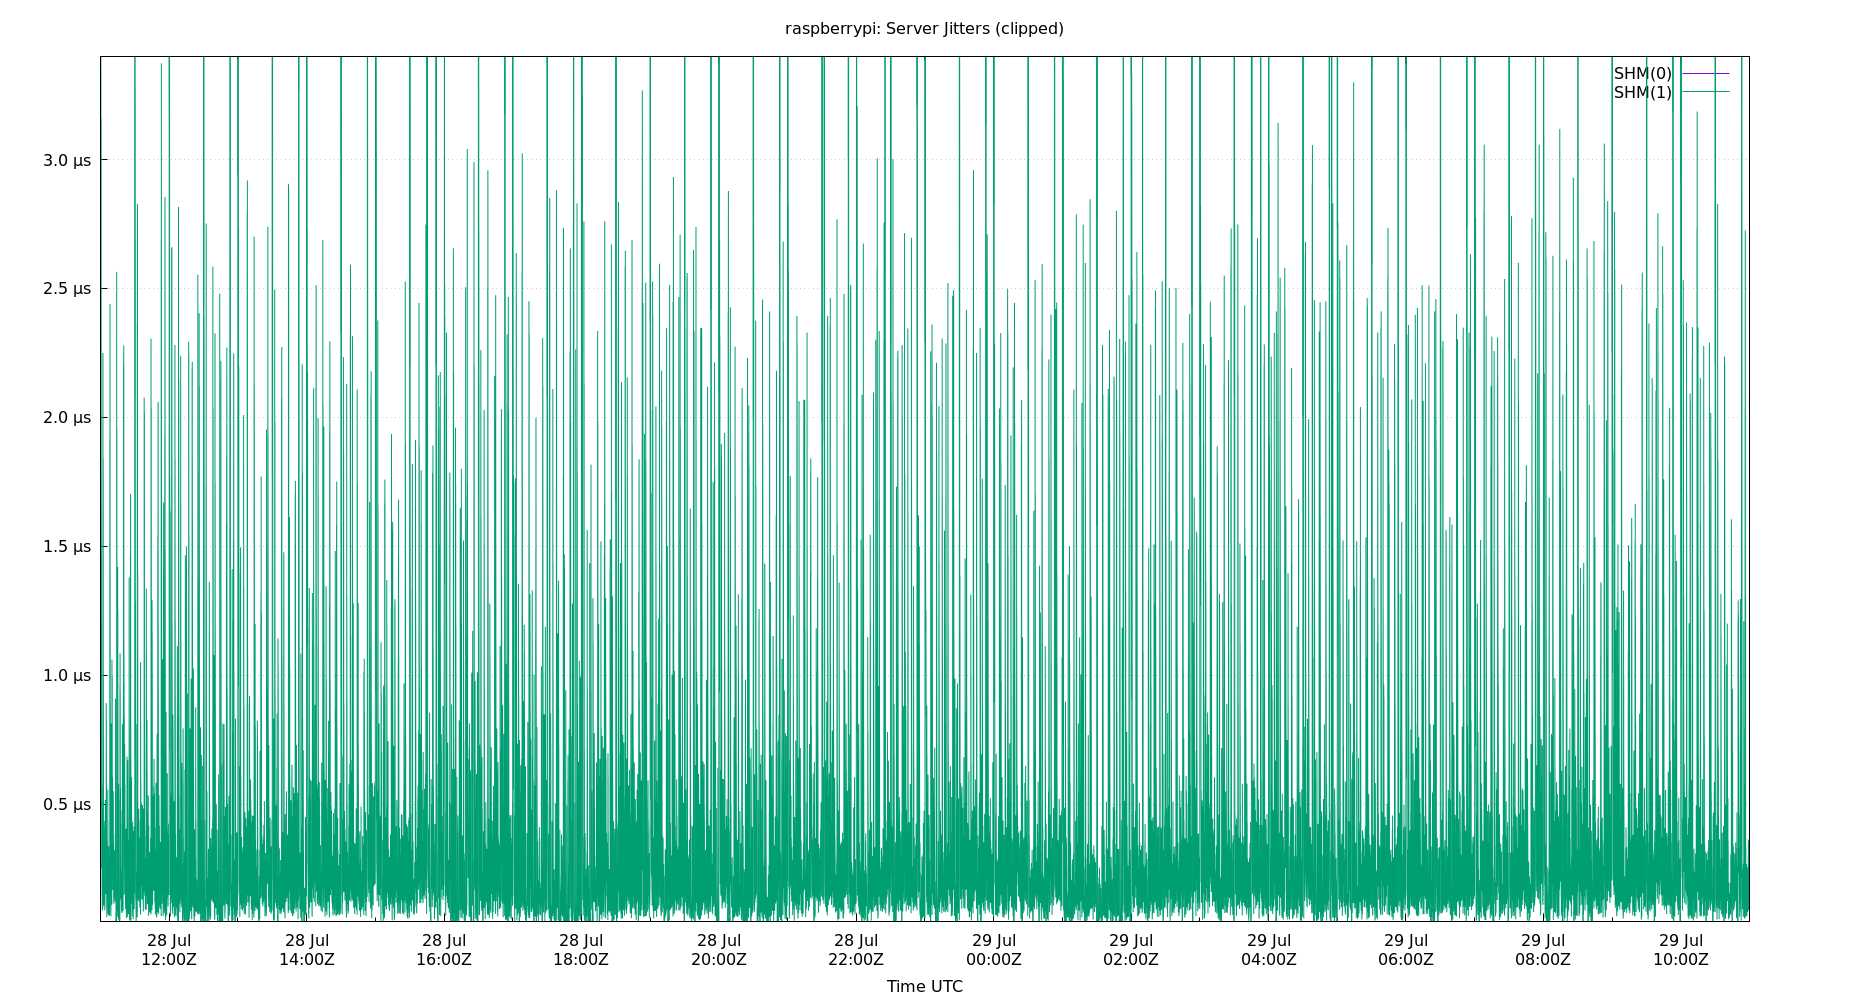 raspberrypi: Server Jitters (clipped)
SHM(0)
SHM(1)
3.0 µs
2.5 µs
2.0 µs
1.5 µs
1.0 µs
0.5 µs
28 Jul 28 Jul 28 Jul 28 Jul 28 Jul 28 Jul 29 Jul 29 Jul 29 Jul 29 Jul 29 Jul 29 Jul
12:00Z 14:00Z 16:00Z 18:00Z 20:00Z 22:00Z 00:00Z 02:00Z 04:00Z 06:00Z 08:00Z 10:00Z
Time UTC